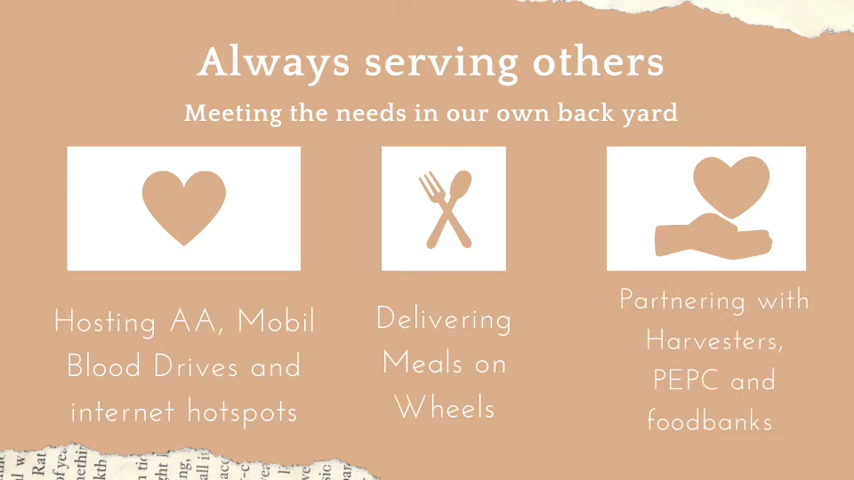 Always serving others
Meeting the needs in our own back yard
Hosting AA, Mobil
Blood Drives and
internet hotspots
Delivering
Meals on
Wheels
Partnering with
Harvesters,
PEPC and
foodbanks